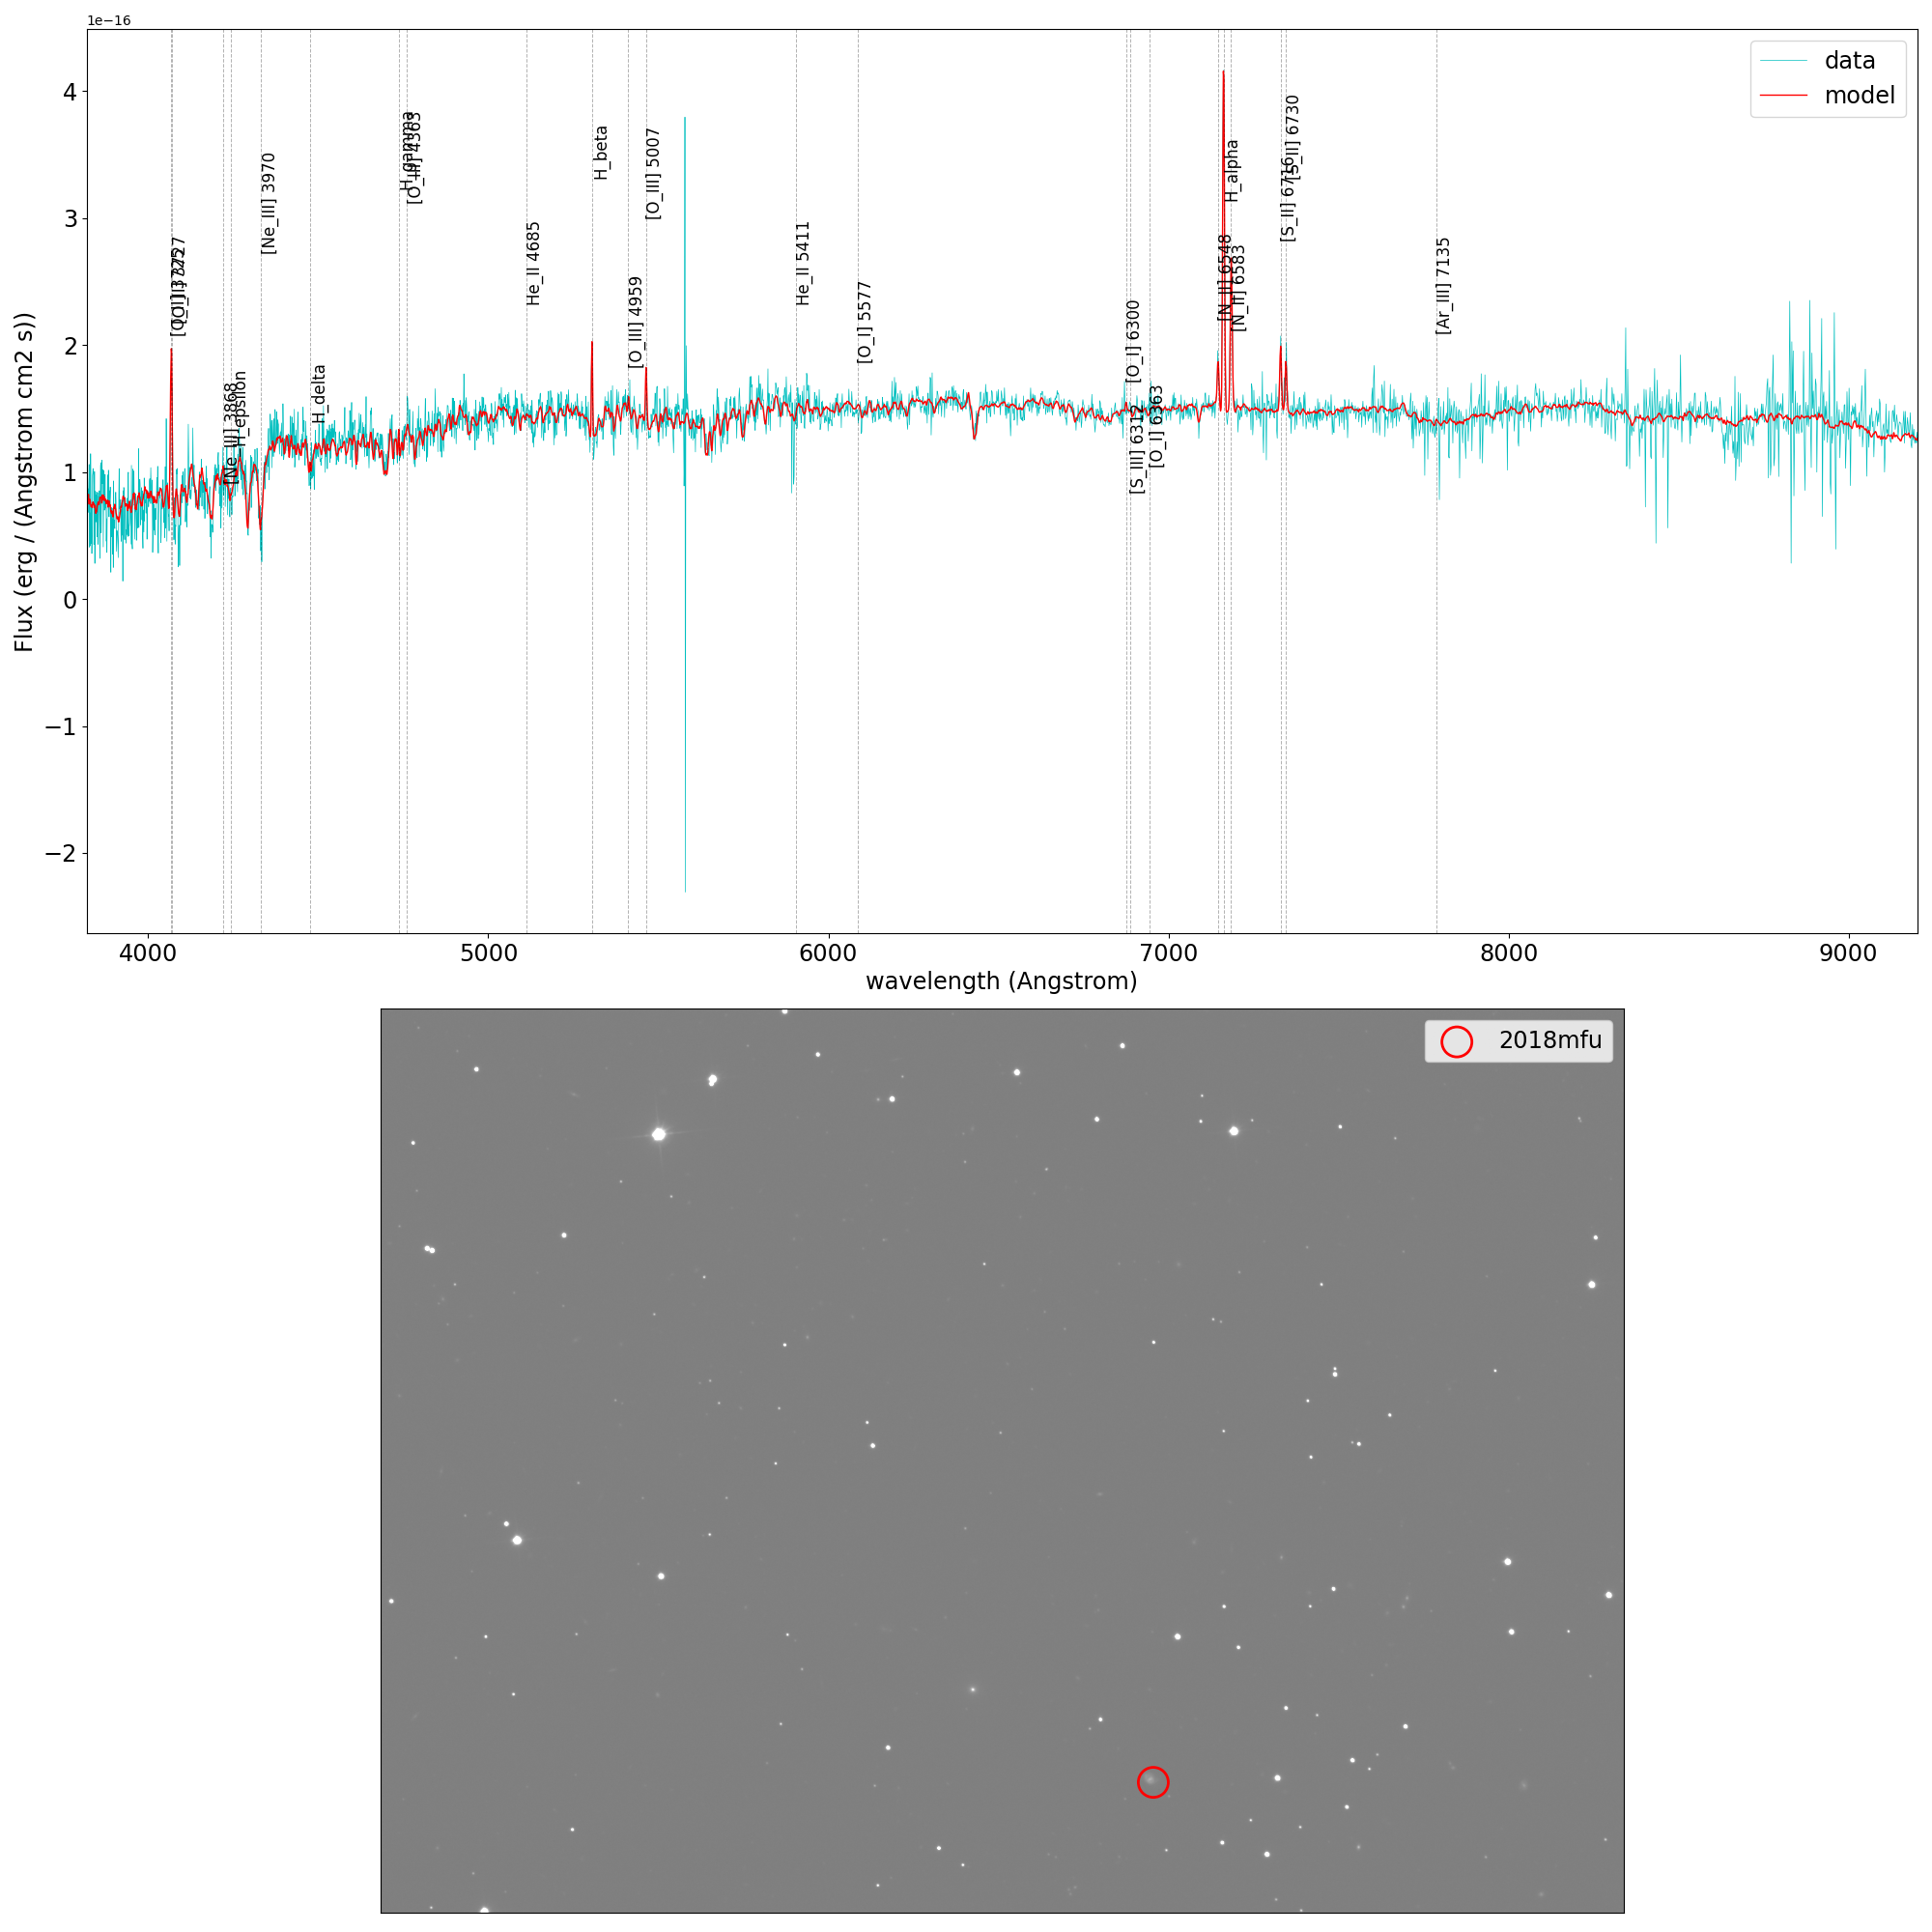 1e−16
data
model
4
3
2
1
0
−1
−2
Flux (erg / (Angstrom cm2 s))
[Ne_III] 3868
H_epsilon
[Ne_III] 3970
H_delta
H_gamma
[O_III] 4363
He_II 4685
H_beta
[O_III] 4959
[O_III] 5007
He_II 5411
[O_I] 5577
[O_I] 6300
[S_III] 6312
[O_I] 6363
[N_II] 6548
H_alpha
[N_II] 6583
[S_II] 6716
[S_II] 6730
[Ar_III] 7135
4000 5000 6000 7000 8000 9000
wavelength (Angstrom)
2018mfu